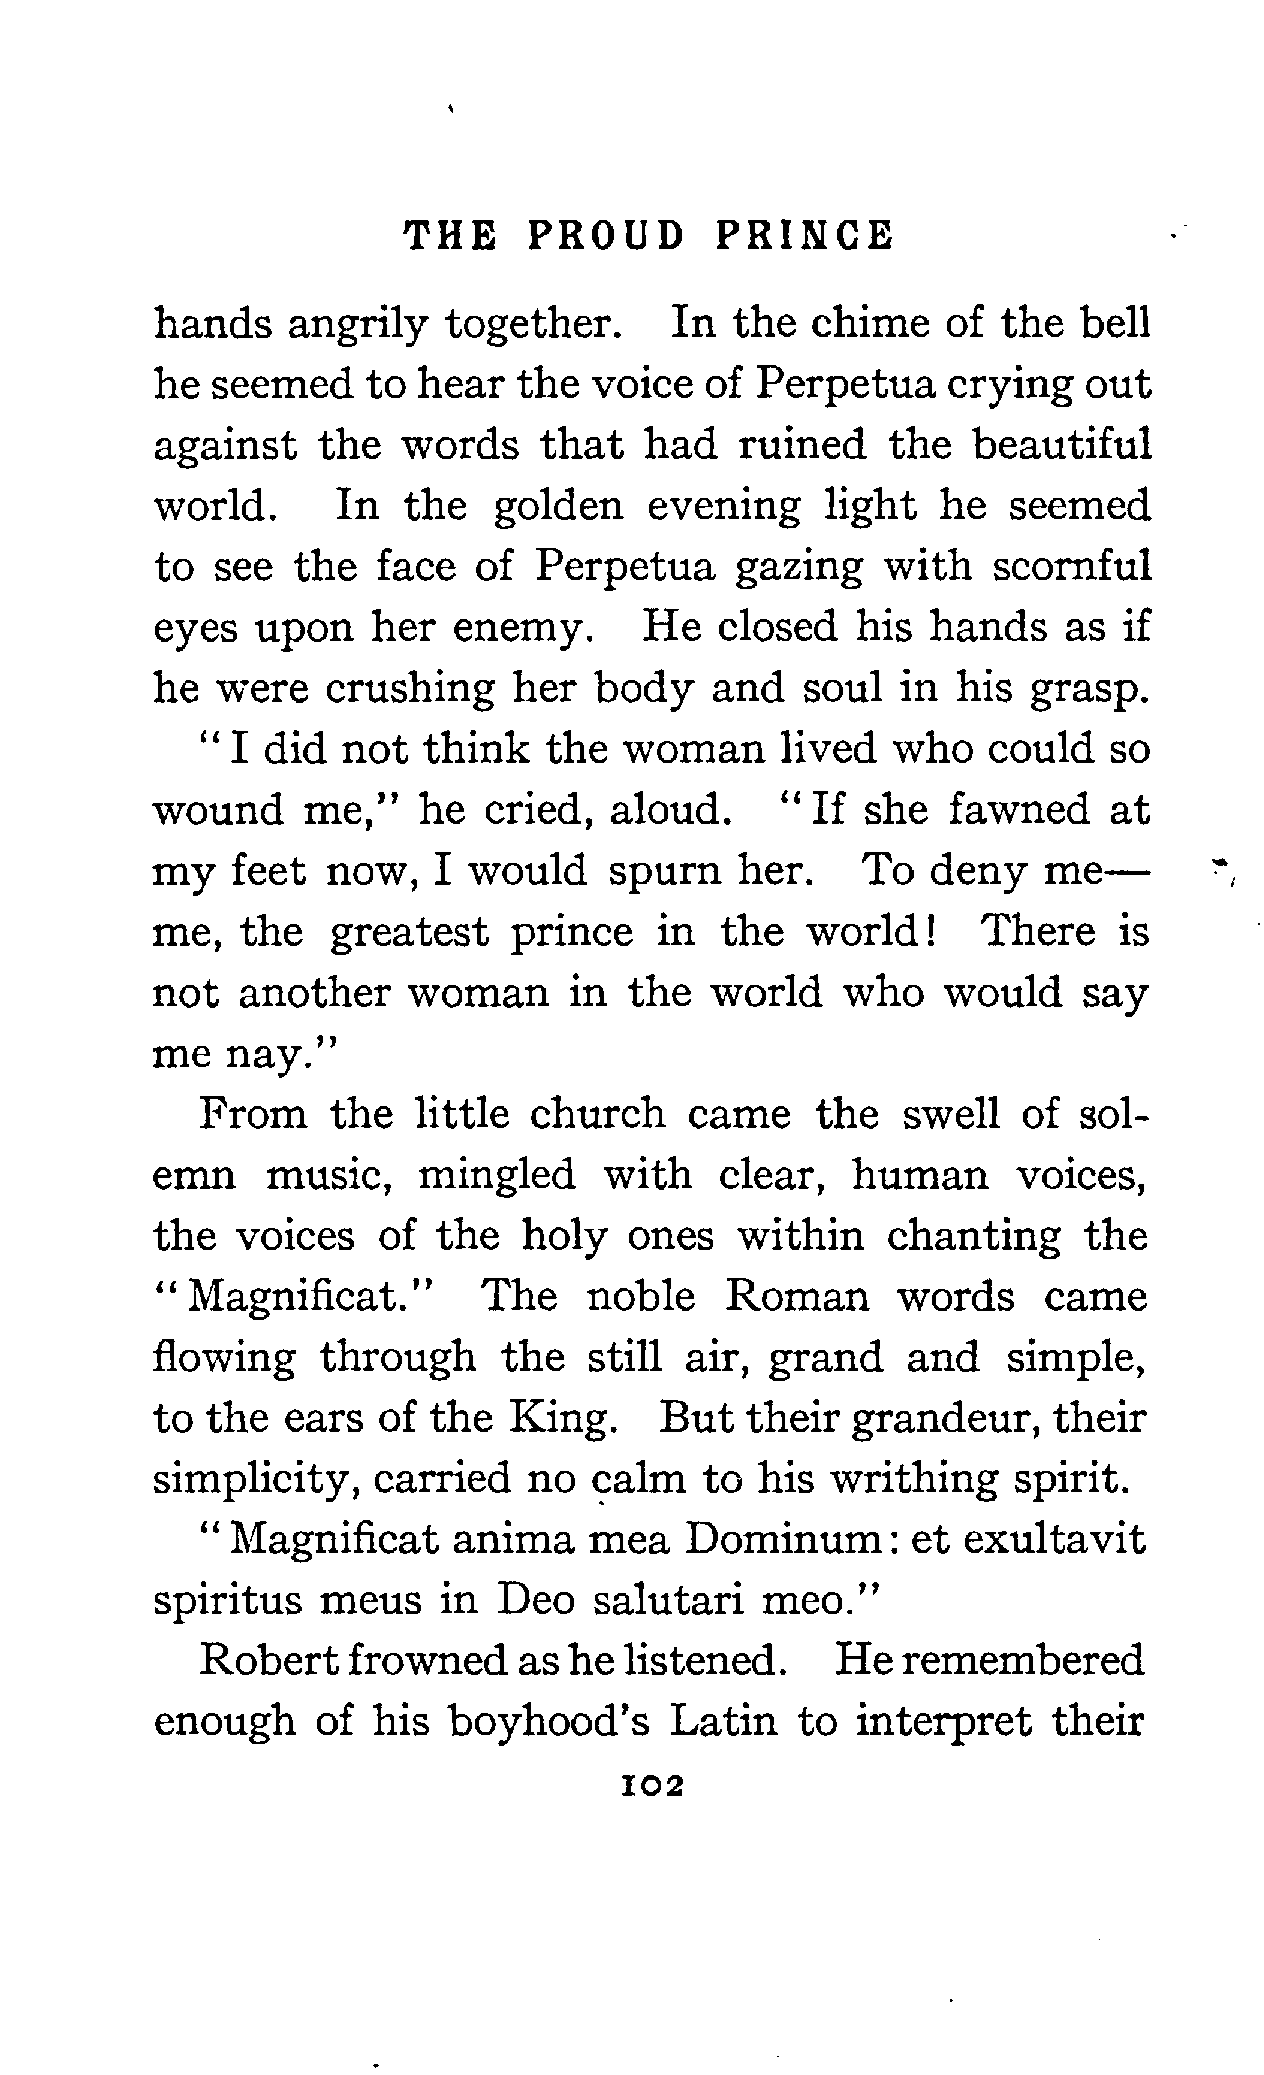 THE PROUD PRINCE
hands angrily together. In the chime of the bell
he seemed to hear the voice of Perpetua crying out
against the words that had ruined the beautiful
world. In the golden evening light he seemed
to see the face of Perpetua gazing with scornful
eyes upon her enemy. He closed his hands as if
he were crushing her body and soul in his grasp.
"I did not think the woman lived who could so
wound me," he cried, aloud. "If she fawned at
my feet now, I would spurn her. To deny me—
me, the greatest prince in the world! There is
not another woman in the world who would say
me nay."
From the little church came the swell of sol-
emn music, mingled with clear, human voices,
the voices of the holy ones within chanting the
"Magnificat." The noble Roman words came
flowing through the still air, grand and simple,
to the ears of the King. But their grandeur, their
simplicity, carried no calm to his writhing spirit.
"Magnificat anima mea Dominum: et exultavit
spiritus meus in Deo salutari meo."
Robert frowned as he listened. He remembered
enough of his boyhood's Latin to interpret their
102